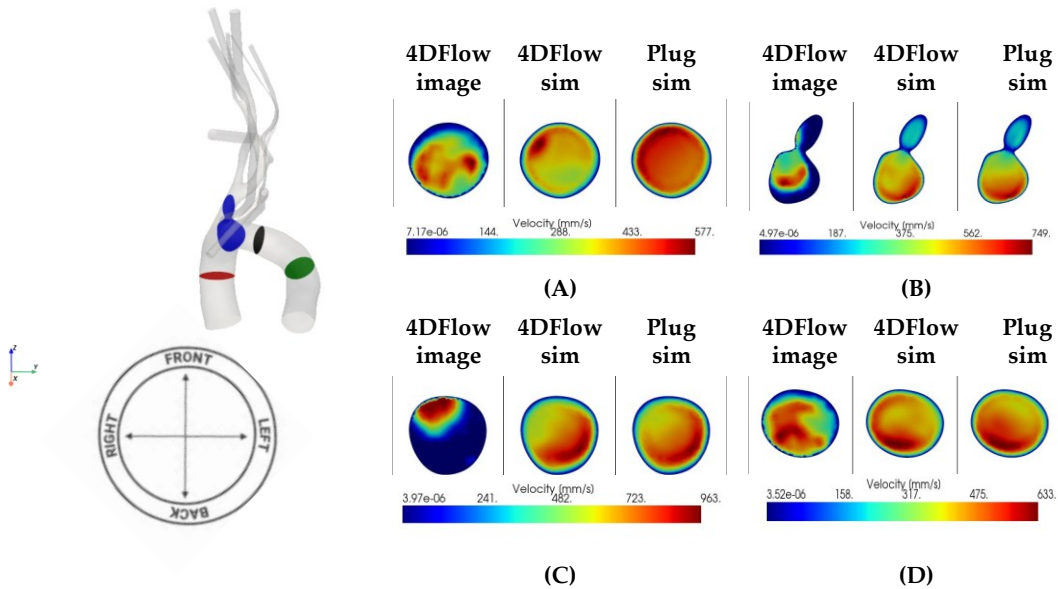 4DFlow image
4DFlow sim
Plug sim
Velocity (mm/s)
7.17e-06 144. 288. 433. 577.
(A)
4DFlow image
4DFlow sim
Plug sim
Velocity (mm/s)
4.97e-06 187. 375. 562. 749.
(B)
4DFlow image
4DFlow sim
Plug sim
Velocity (mm/s)
3.97e-06 241. 482. 723. 963.
(C)
4DFlow image
4DFlow sim
Plug sim
Velocity (mm/s)
3.52e-06 158. 317. 475. 633.
(D)
Z
Y
X
FRONT
RIGHT
LEFT
BACK